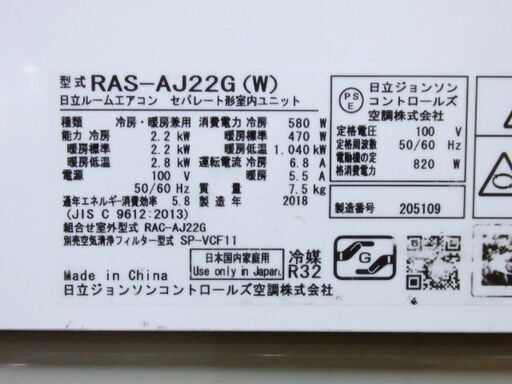 型式 RAS-AJ22G (W)
日立ルームエアコン セパレート形室内ユニット
種類 冷房・暖房兼用 消費電力 冷房 580 W
能力 冷房 2.2 kW 暖房標準 470 W
暖房標準 2.2 kW 暖房低温 1.040 kW
暖房低温 2.8 kW 運転電流 冷房 6.8 A
電源 100 V 暖房 5.5 A
50/60 Hz 質量 7.5 kg
通年エネルギー消費効率 5.8 製造年 2018
(JIS C 9612:2013)
組合せ室外型式 RAC-AJ22G
別売空気清浄フィルター型式 SP-VCF11
日本国内家庭用
Use only in Japan
冷媒
R32
Made in China
日立ジョンソンコントロールズ空調株式会社
PS
E
日立ジョンソン
コントロールズ
空調株式会社
定格電圧 100 V
定格周波数 50/60 Hz
電動機の定
格消費電力 820 W
製造番号 205109
G